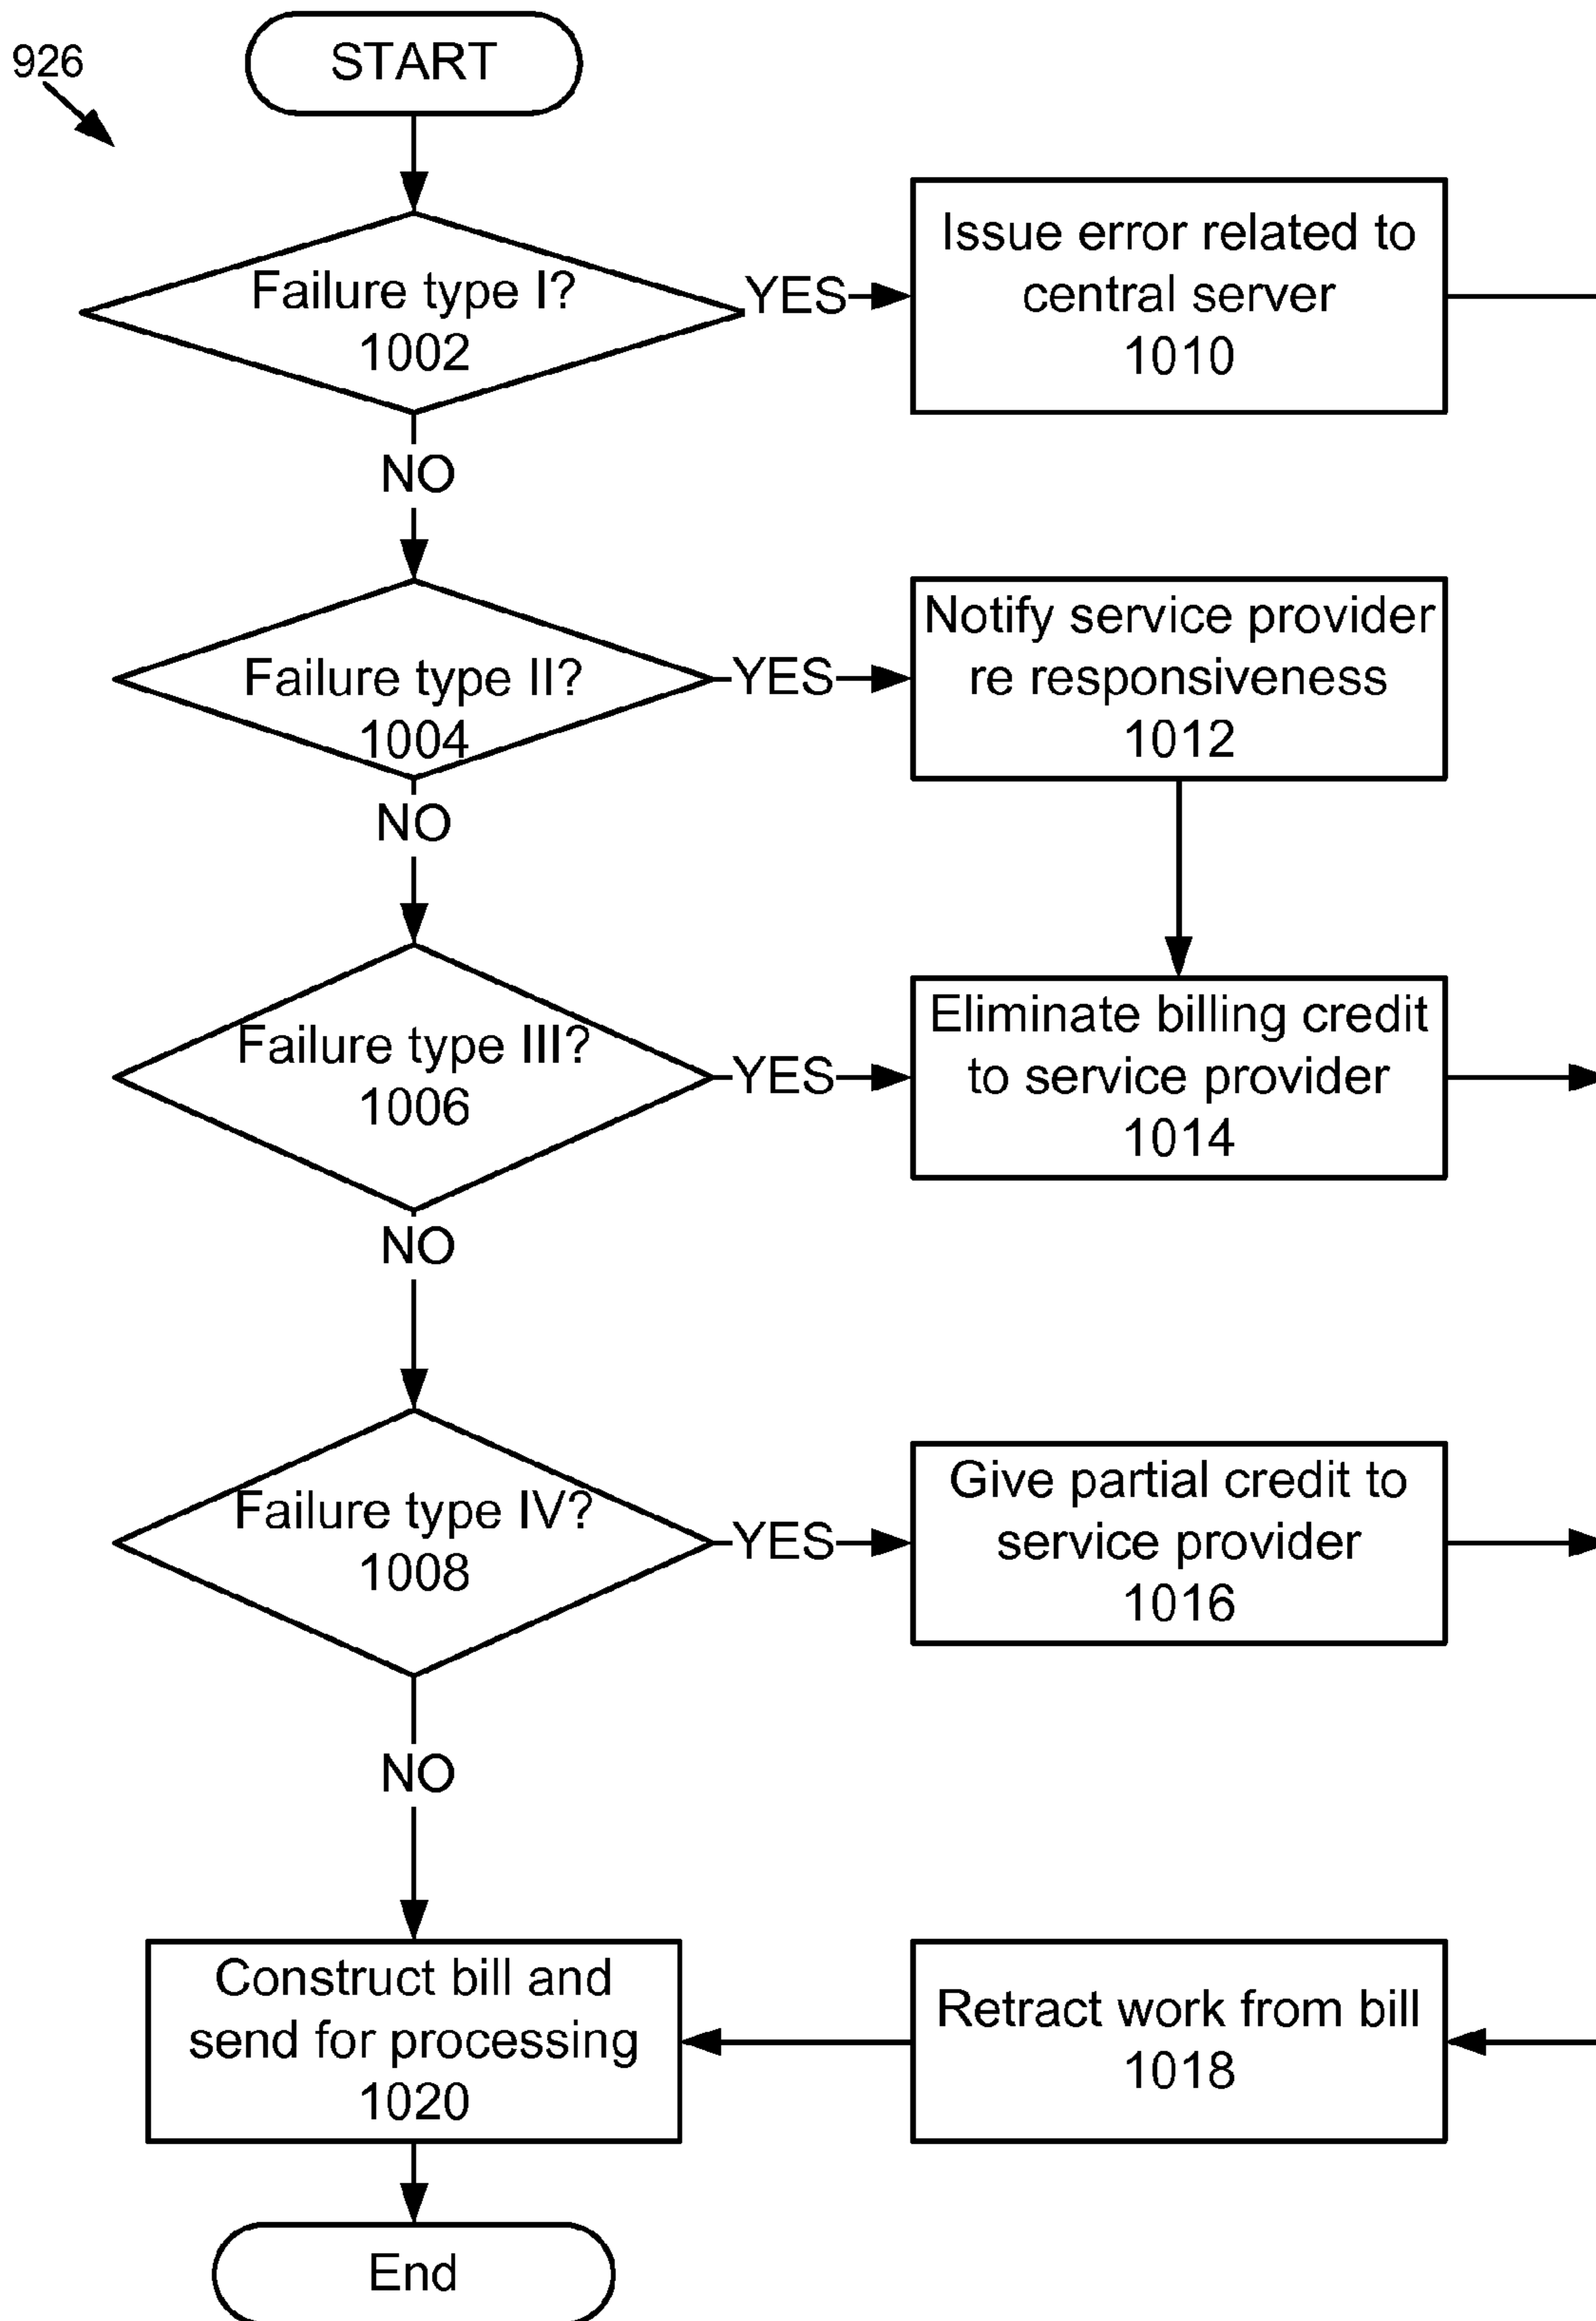 926
START
Failure type I?
1002
YES
Issue error related to
central server
1010
NO
Failure type II?
1004
YES
Notify service provider
re responsiveness
1012
NO
Failure type III?
1006
YES
Eliminate billing credit
to service provider
1014
NO
Failure type IV?
1008
YES
Give partial credit to
service provider
1016
NO
Construct bill and
send for processing
1020
Retract work from bill
1018
End